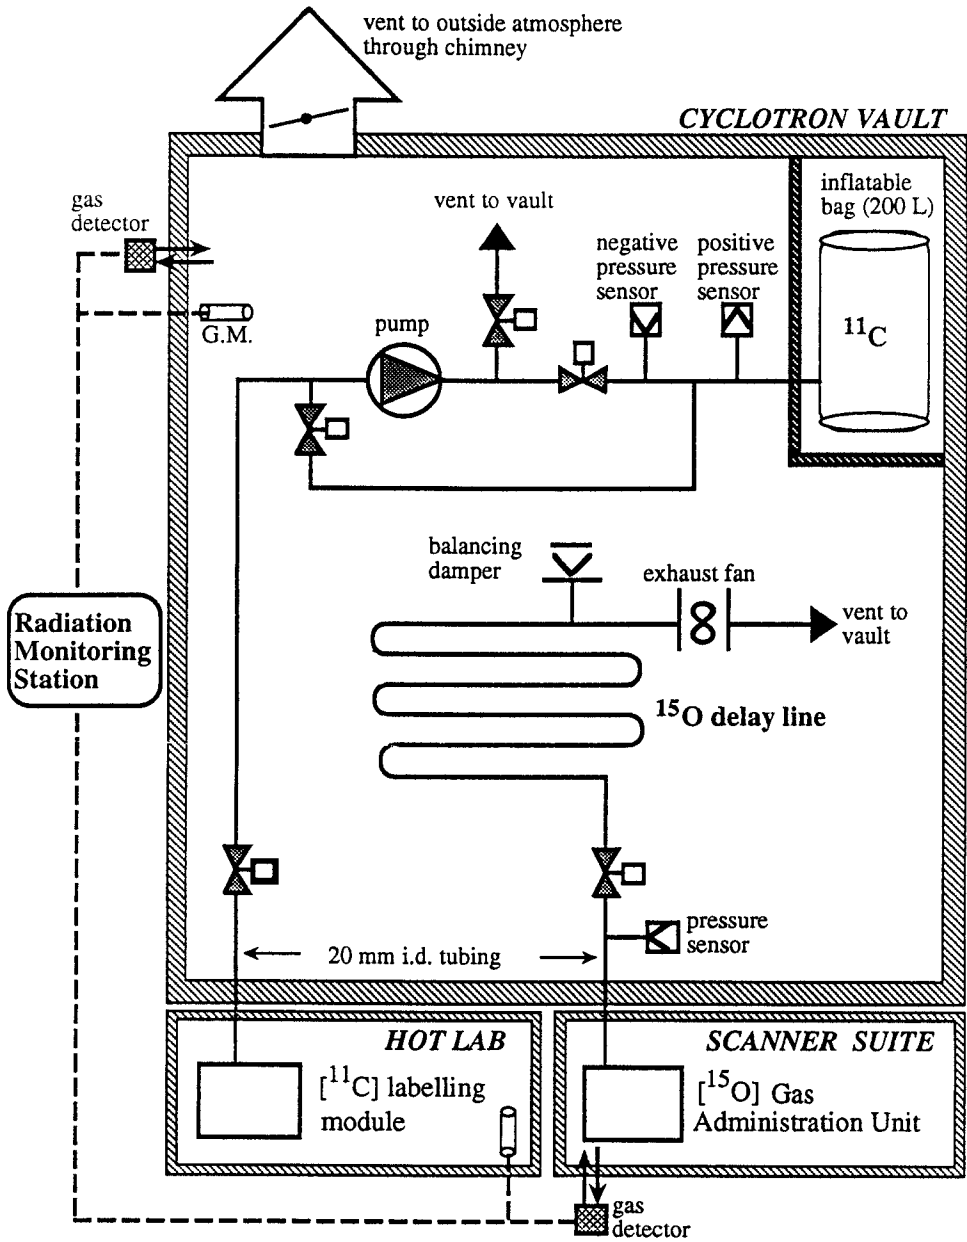 vent to outside atmosphere
through chimney
CYCLOTRON VAULT
gas
detector
vent to vault
inflatable
bag (200 L)
negative
pressure
sensor
positive
pressure
sensor
11C
G.M.
pump
balancing
damper
exhaust fan
vent to
vault
Radiation
Monitoring
Station
15O delay line
pressure
sensor
20 mm i.d. tubing
HOT LAB
[11C] labelling
module
SCANNER SUITE
[15O] Gas
Administration Unit
gas
detector